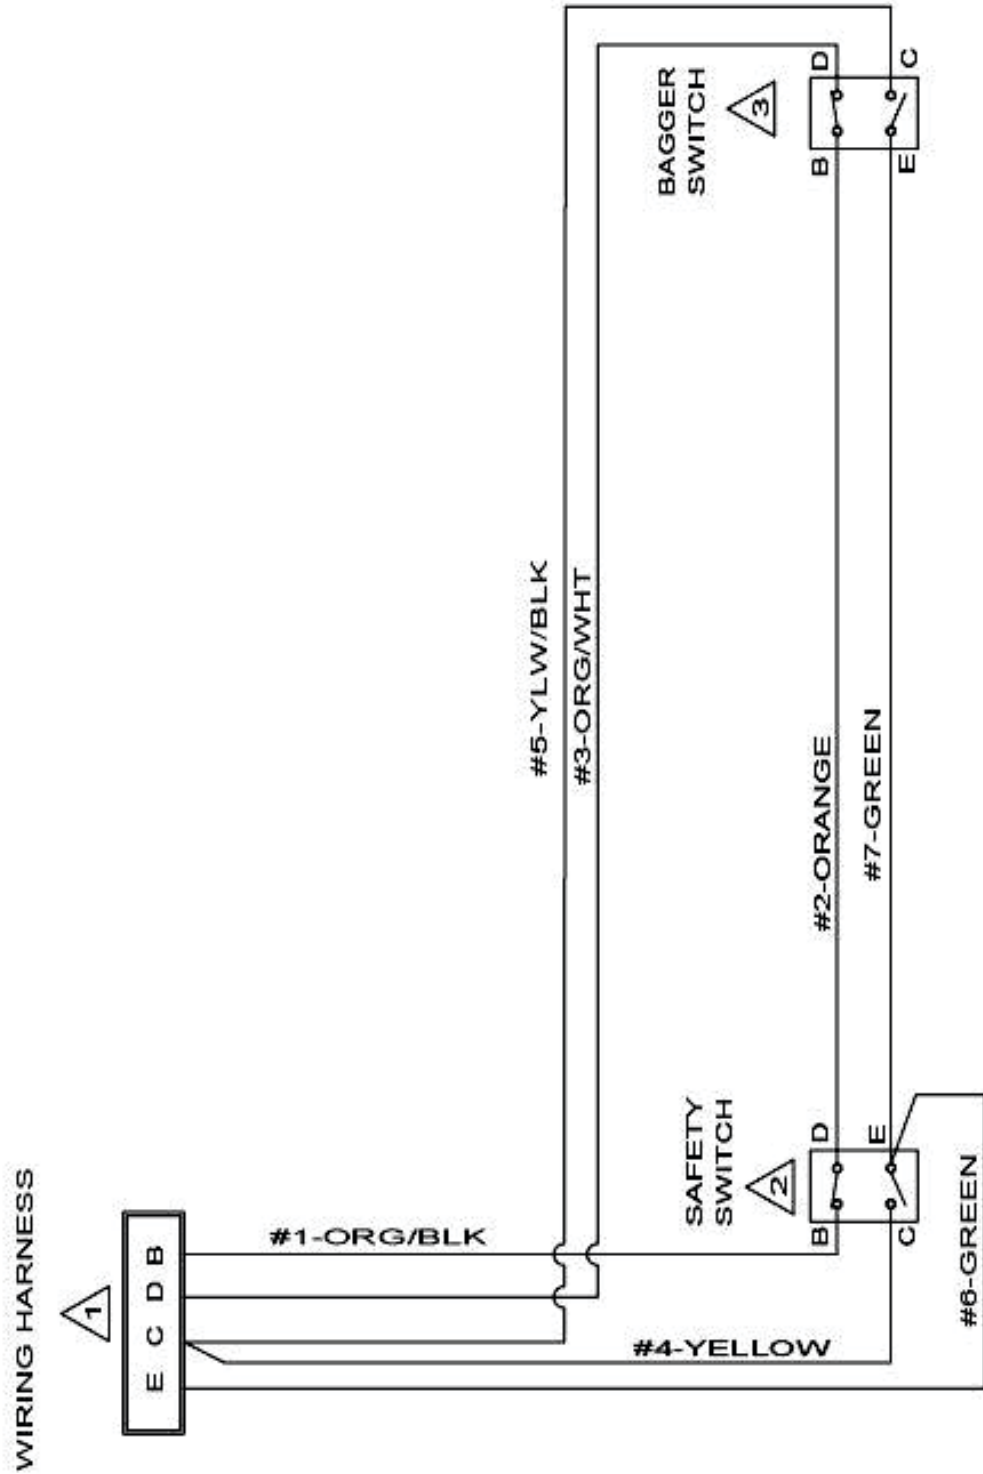 WIRING HARNESS
1
E C D B
#1-ORG/BLK
#5-YLW/BLK
#3-ORG/WHT
#4-YELLOW
BAGGER
SWITCH
3
D
C
B
E
SAFETY
SWITCH
2
D
E
B
C
#2-ORANGE
#7-GREEN
#6-GREEN